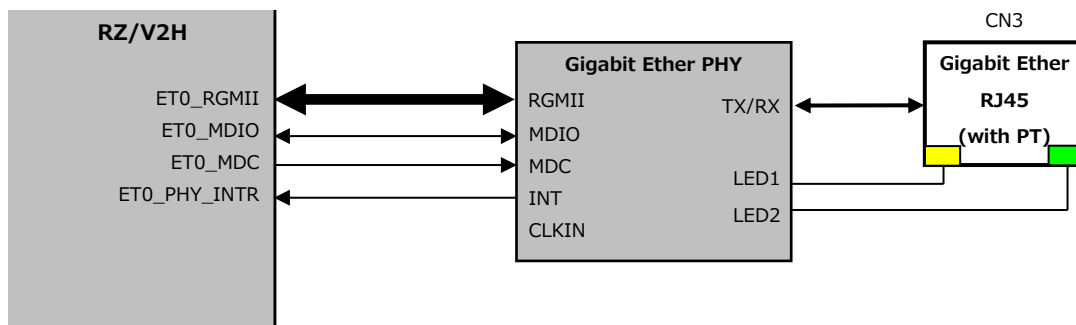 RZ/V2H
ET0_RGMII
ET0_MDIO
ET0_MDC
ET0_PHY_INTR
Gigabit Ether PHY
RGMII
MDIO
MDC
INT
CLKIN
TX/RX
LED1
LED2
CN3
Gigabit Ether
RJ45
(with PT)